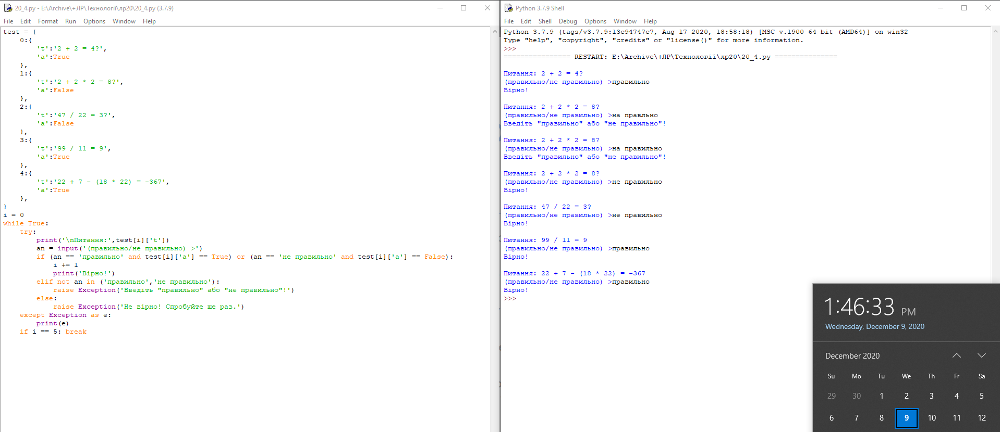 20_4.py - E:\Archive\+ЛР\Технології\лр20\20_4.py (3.7.9)
File Edit Format Run Options Window Help
test = {
    0:{
        't':'2 + 2 = 4?',
        'a':True
    },
    1:{
        't':'2 + 2 * 2 = 8?',
        'a':False
    },
    2:{
        't':'47 / 22 = 3?',
        'a':False
    },
    3:{
        't':'99 / 11 = 9',
        'a':True
    },
    4:{
        't':'22 + 7 - (18 * 22) = -367',
        'a':True
    },
}
i = 0
while True:
    try:
        print('\nПитання:',test[i]['t'])
        an = input('(правильно/не правильно) >')
        if (an == 'правильно' and test[i]['a'] == True) or (an == 'не правильно' and test[i]['a'] == False):
            i += 1
            print('Вірно!')
        elif not an in ('правильно','не правильно'):
            raise Exception('Введіть "правильно" або "не правильно"!')
        else:
            raise Exception('Не вірно! Спробуйте ще раз.')
    except Exception as e:
        print(e)
    if i == 5: break
Python 3.7.9 Shell
File Edit Shell Debug Options Window Help
Python 3.7.9 (tags/v3.7.9:13c94747c7, Aug 17 2020, 18:58:18) [MSC v.1900 64 bit (AMD64)] on win32
Type "help", "copyright", "credits" or "license()" for more information.
>>>
================ RESTART: E:\Archive\+ЛР\Технології\лр20\20_4.py ===============
Питання: 2 + 2 = 4?
(правильно/не правильно) >правильно
Вірно!
Питання: 2 + 2 * 2 = 8?
(правильно/не правильно) >на правльно
Введіть "правильно" або "не правильно"!
Питання: 2 + 2 * 2 = 8?
(правильно/не правильно) >на правильно
Введіть "правильно" або "не правильно"!
Питання: 2 + 2 * 2 = 8?
(правильно/не правильно) >не правильно
Вірно!
Питання: 47 / 22 = 3?
(правильно/не правильно) >не правильно
Вірно!
Питання: 99 / 11 = 9
(правильно/не правильно) >правильно
Вірно!
Питання: 22 + 7 - (18 * 22) = -367
(правильно/не правильно) >правильно
Вірно!
>>>
1:46:33 PM
Wednesday, December 9, 2020
December 2020
Su Mo Tu We Th Fr Sa
29 30 1 2 3 4 5
6 7 8 9 10 11 12